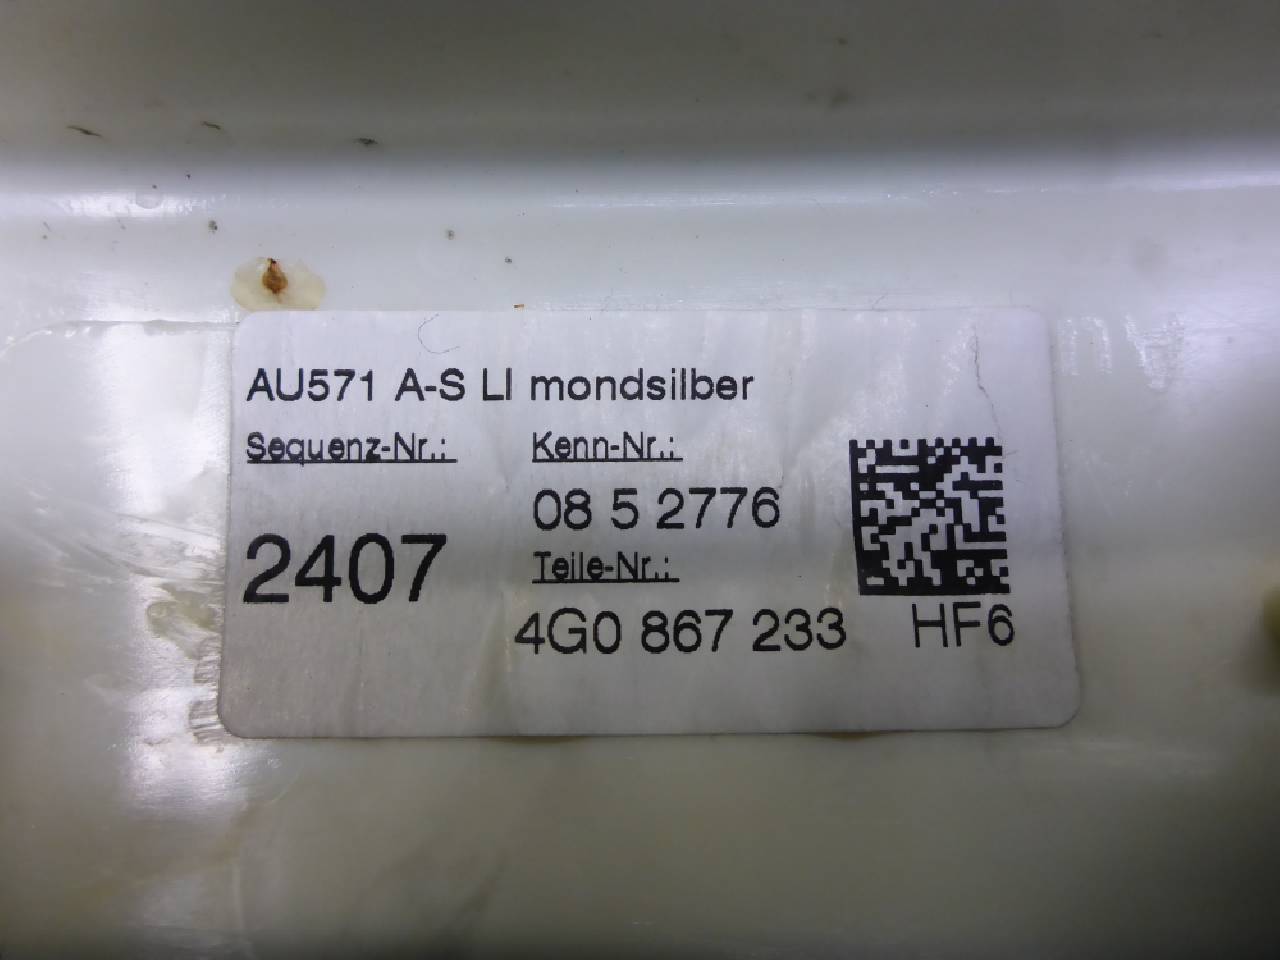 AU571 A-S LI mondsilber
Sequenz-Nr.:
Kenn-Nr.:
08 5 2776
2407
Teile-Nr.:
4G0 867 233 HF6